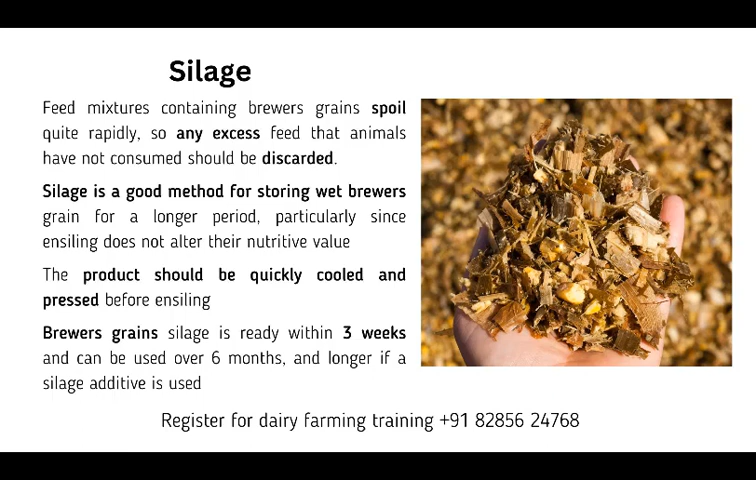 Silage
Feed mixtures containing brewers grains spoil
quite rapidly, so any excess feed that animals
have not consumed should be discarded.
Silage is a good method for storing wet brewers
grain for a longer period, particularly since
ensiling does not alter their nutritive value
The product should be quickly cooled and
pressed before ensiling
Brewers grains silage is ready within 3 weeks
and can be used over 6 months, and longer if a
silage additive is used
Register for dairy farming training +91 82856 24768